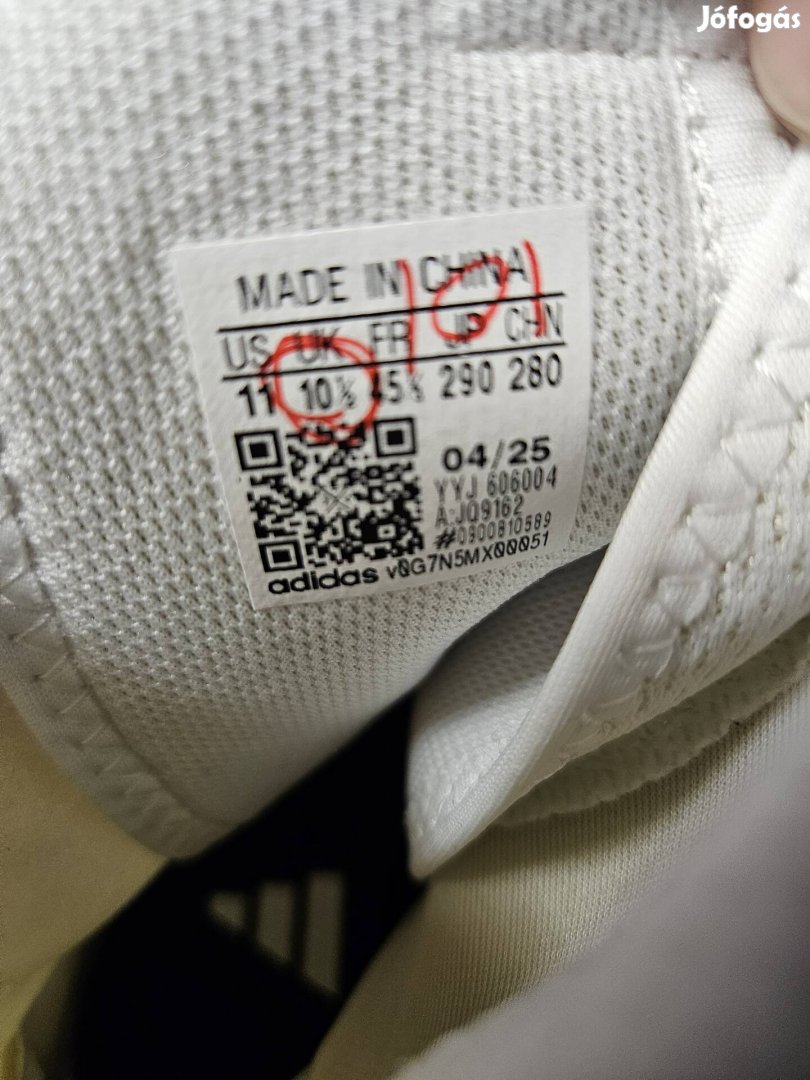 Jófogás
MADE IN CHINA
US UK FR JP CHN
11 10½ 45⅓ 290 280
04/25
YYJ 606004
A:JQ9162
#0300810589
adidas v0G7N5MX00051